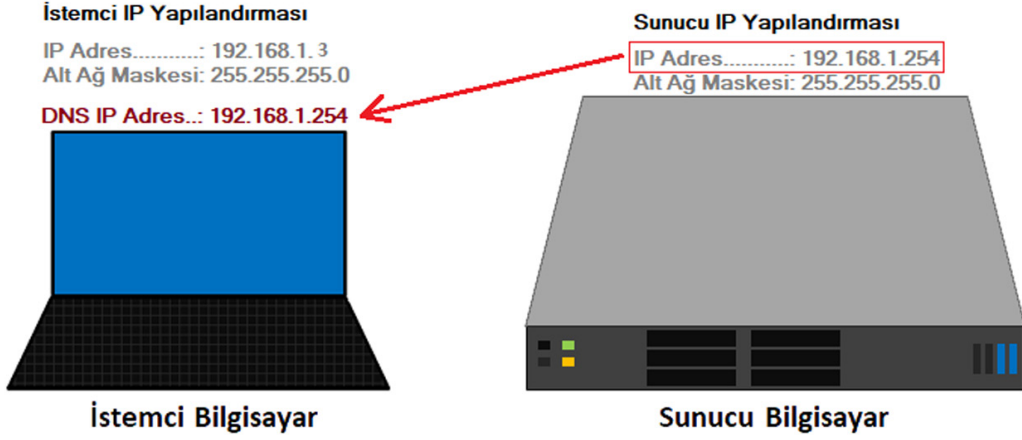 İstemci IP Yapılandırması
IP Adres...........: 192.168.1.3
Alt Ağ Maskesi: 255.255.255.0
DNS IP Adres..: 192.168.1.254
İstemci Bilgisayar
Sunucu IP Yapılandırması
IP Adres...........: 192.168.1.254
Alt Ağ Maskesi: 255.255.255.0
Sunucu Bilgisayar